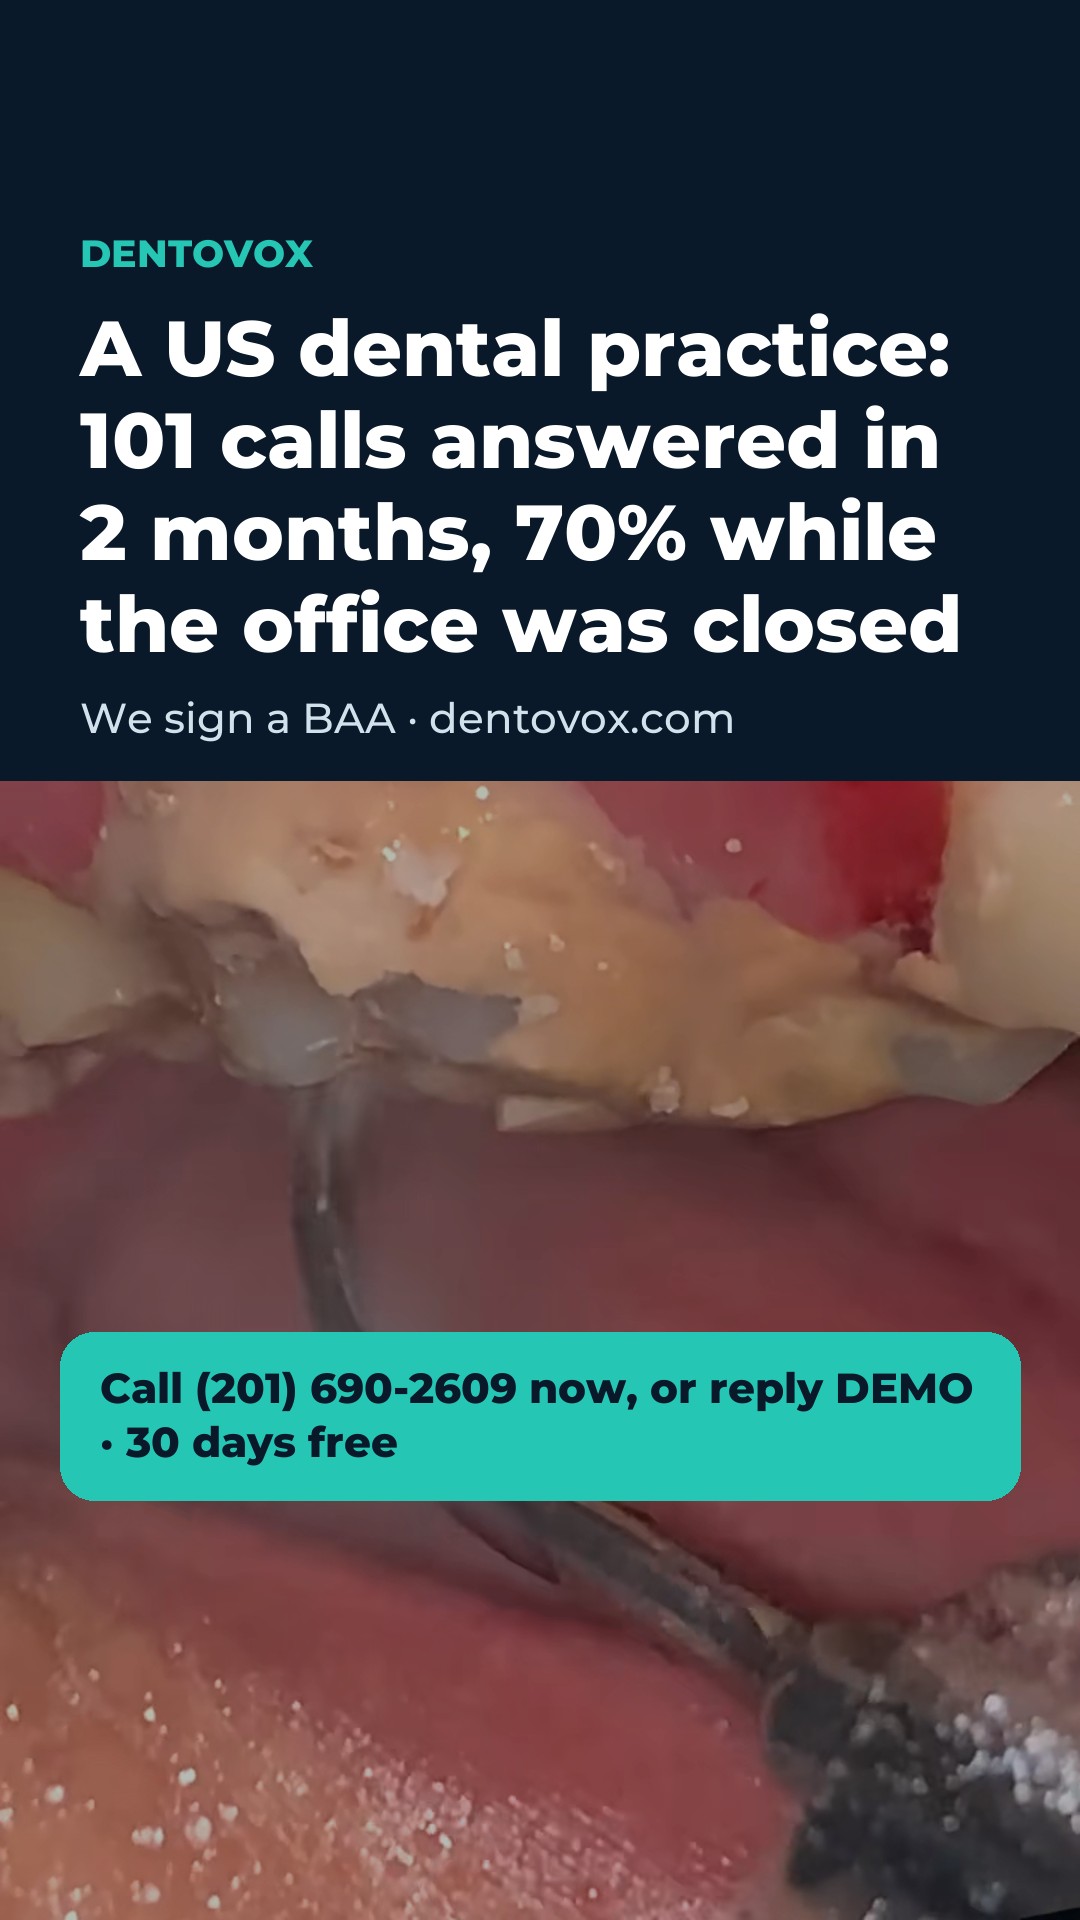 DENTOVOX
A US dental practice:
101 calls answered in
2 months, 70% while
the office was closed
We sign a BAA · dentovox.com
Call (201) 690-2609 now, or reply DEMO
· 30 days free